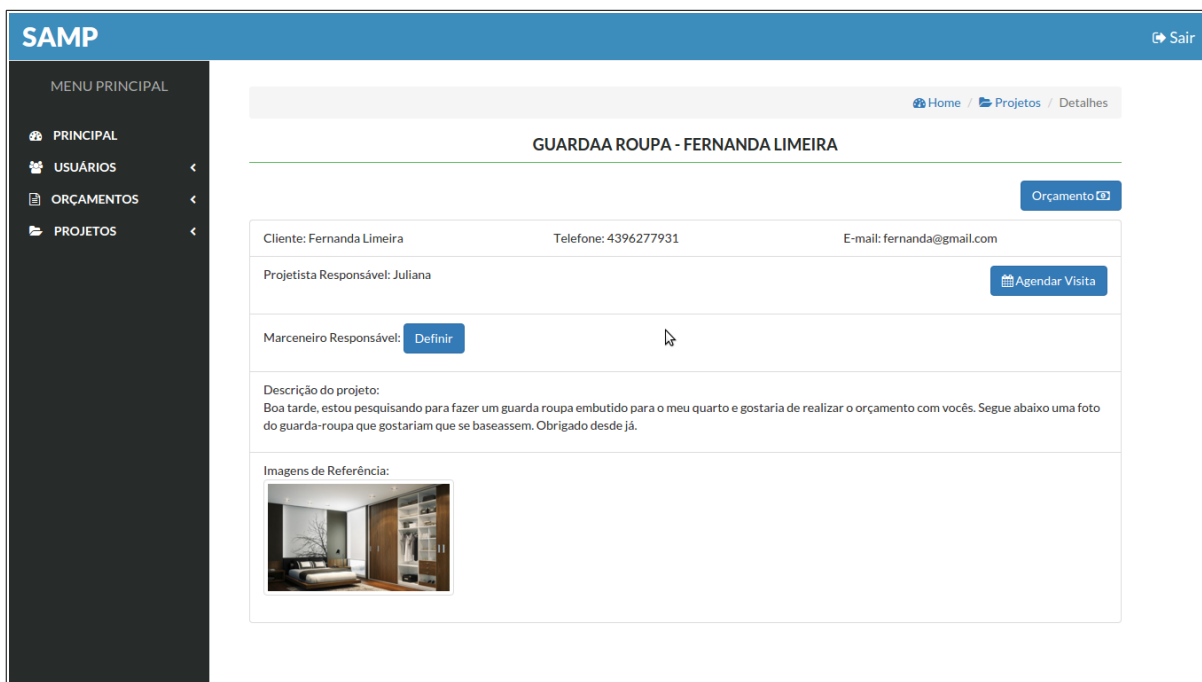 SAMP
Sair
MENU PRINCIPAL
PRINCIPAL
USUÁRIOS
ORÇAMENTOS
PROJETOS
Home / Projetos / Detalhes
GUARDAA ROUPA - FERNANDA LIMEIRA
Orçamento
Cliente: Fernanda Limeira Telefone: 4396277931 E-mail: fernanda@gmail.com
Projetista Responsável: Juliana Agendar Visita
Marceneiro Responsável: Definir
Descrição do projeto:
Boa tarde, estou pesquisando para fazer um guarda roupa embutido para o meu quarto e gostaria de realizar o orçamento com vocês. Segue abaixo uma foto
do guarda-roupa que gostariam que se baseassem. Obrigado desde já.
Imagens de Referência: